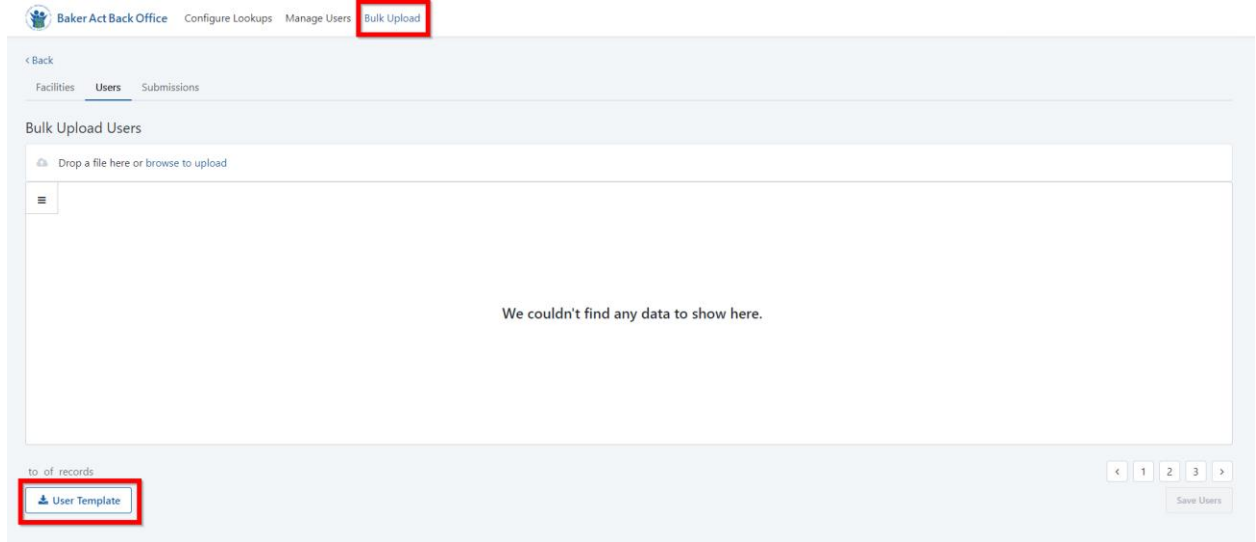 Baker Act Back Office Configure Lookups Manage Users Bulk Upload
< Back
Facilities Users Submissions
Bulk Upload Users
Drop a file here or browse to upload
We couldn't find any data to show here.
to of records < 1 2 3 >
User Template Save Users